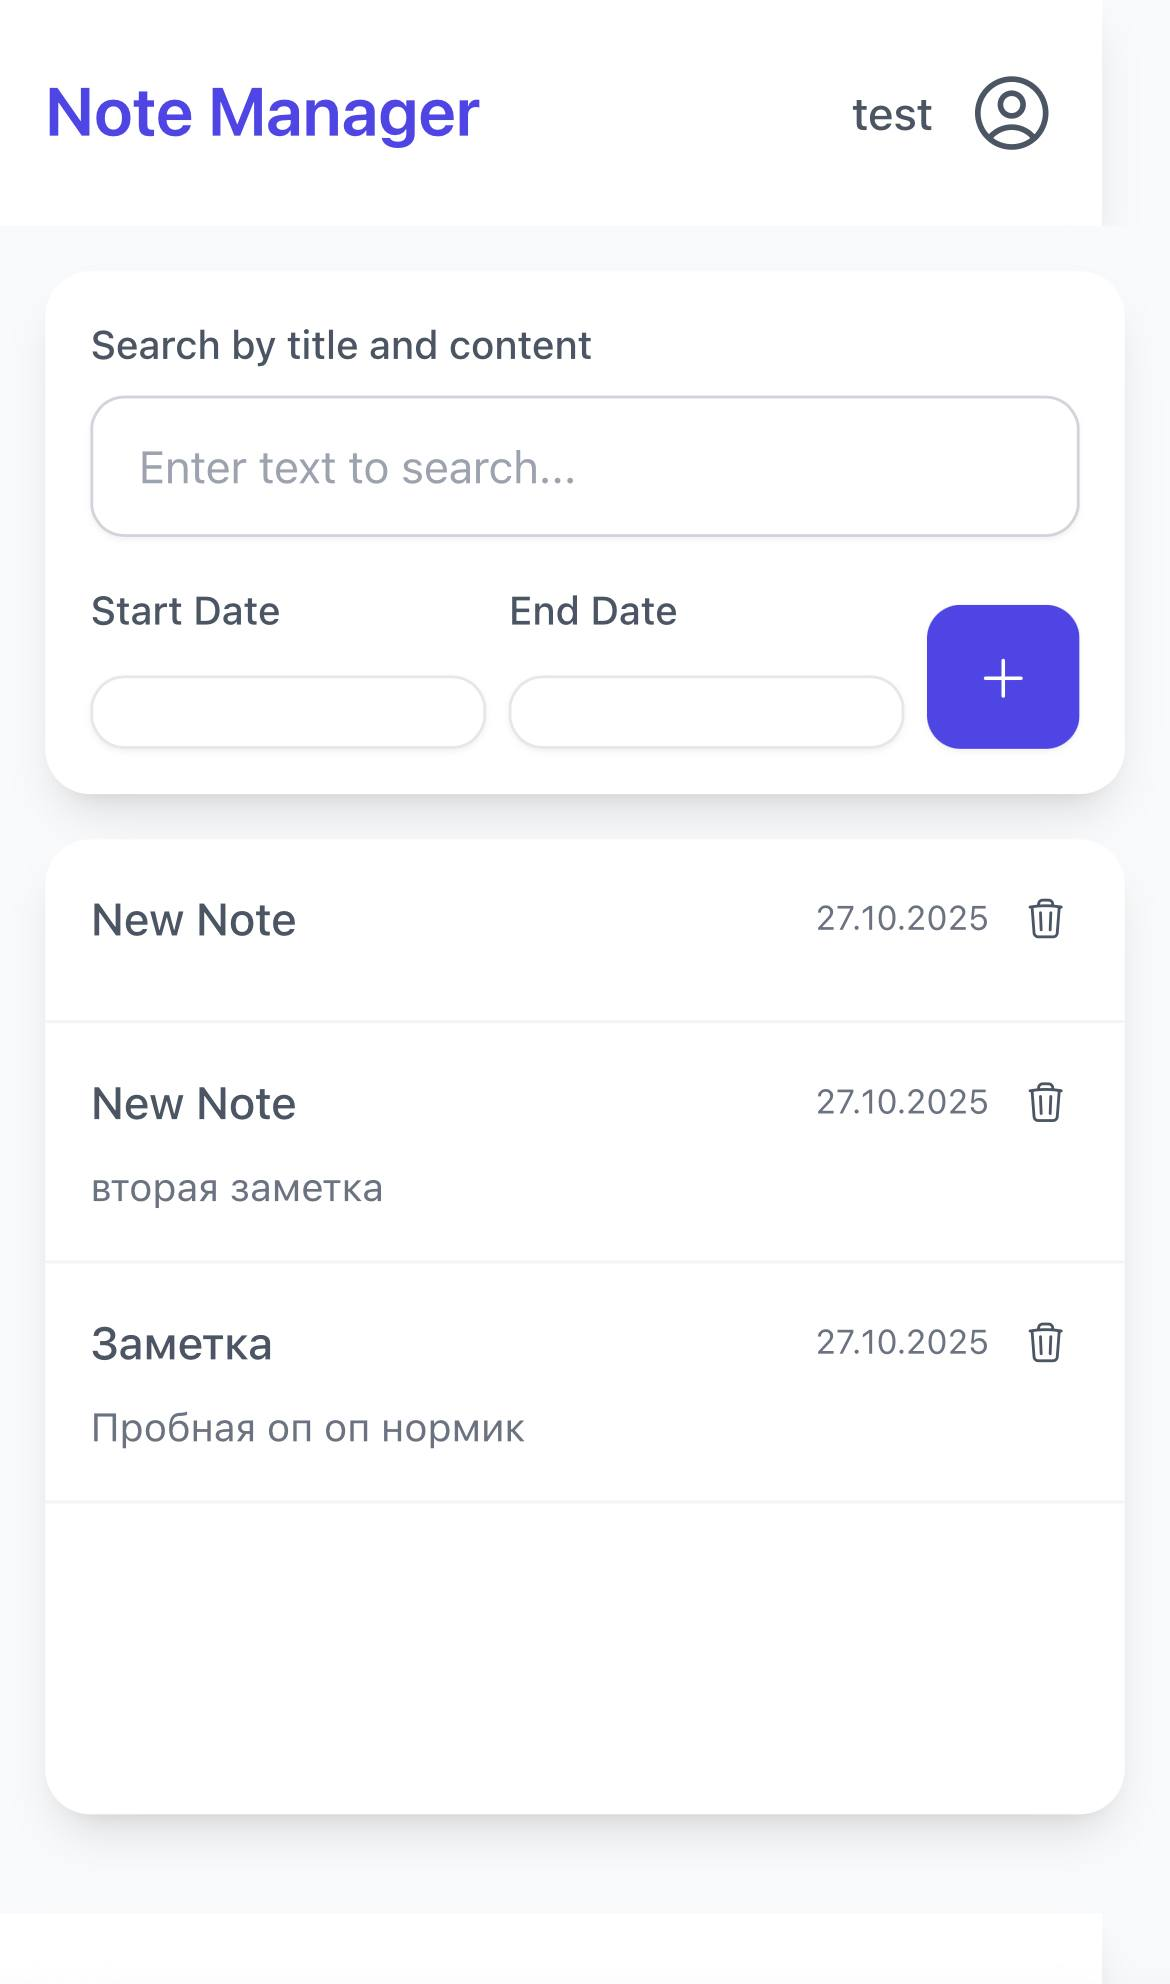 Note Manager
test
Search by title and content
Enter text to search...
Start Date
End Date
New Note
27.10.2025
New Note
27.10.2025
вторая заметка
Заметка
27.10.2025
Пробная оп оп нормик